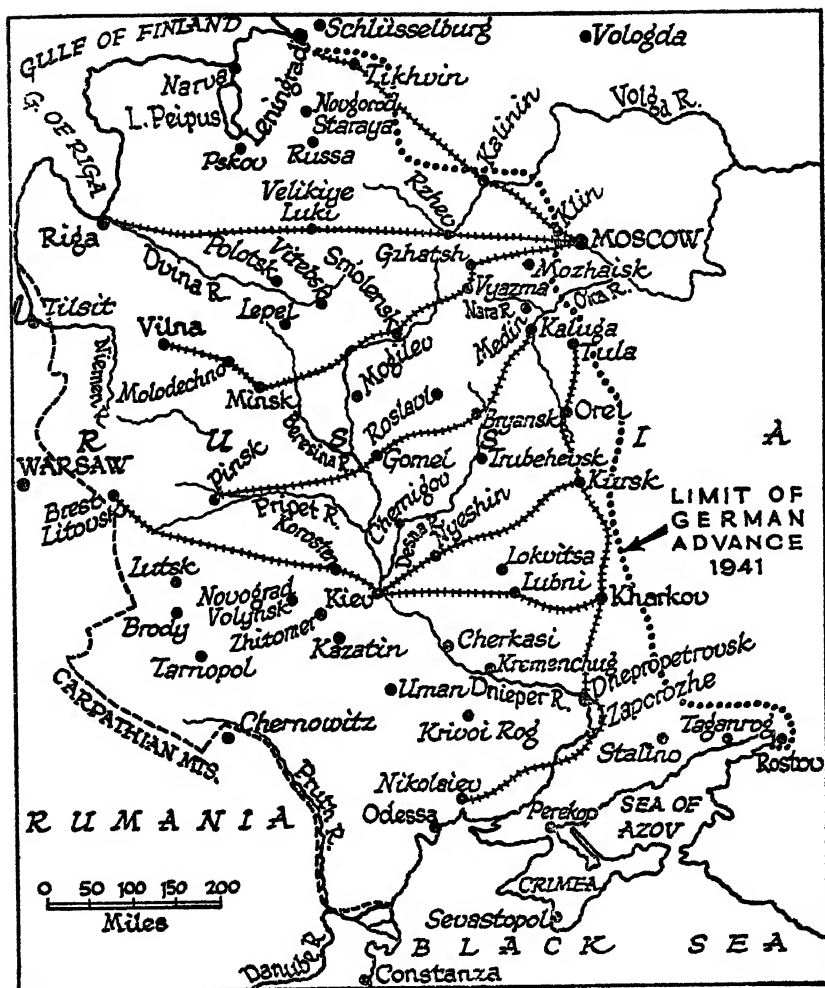 GULF OF FINLAND
Schlüsselburg
Vologda
Narva
Leningrad
Tikhvin
G. OF RIGA
L. Peipus
Novgorod
Staraya
Russa
Pskov
Kalinin
Volga R.
Velikiye
Luki
Rzhev
Klin
Riga
MOSCOW
Gzhatsh
Mozhaisk
Dvina R.
Polotsk
Vitebsk
Smolensk
Vyazma
Oka R.
Nara R.
Tilsit
Lepel
Medin
Kaluga
Vilna
Tula
Niemen R.
Molodechno
Minsk
Mogilev
Roslavl
Beresina R.
Bryansk
Orel
R U S S I A
WARSAW
Pinsk
Gomel
Trubehevsk
Kursk
Brest
Litovsk
Pripet R.
Chernigov
Desna R.
Nyeshin
LIMIT OF
GERMAN
ADVANCE
1941
Korosten
Lutsk
Lokvitsa
Lubni
Novograd
Volynsk
Kiev
Kharkov
Brody
Zhitomer
Kazatin
Cherkasi
Tarnopol
Kremenchug
Dnepropetrovsk
Uman
Dnieper R.
Zaporozhe
CARPATHIAN MTS.
Chernowitz
Krivoi Rog
Stalino
Taganrog
Rostov
Nikolaiev
Pruth R.
Odessa
Perekop
SEA OF
AZOV
RUMANIA
CRIMEA
0 50 100 150 200
Miles
Sevastopol
BLACK SEA
Danube R.
Constanza